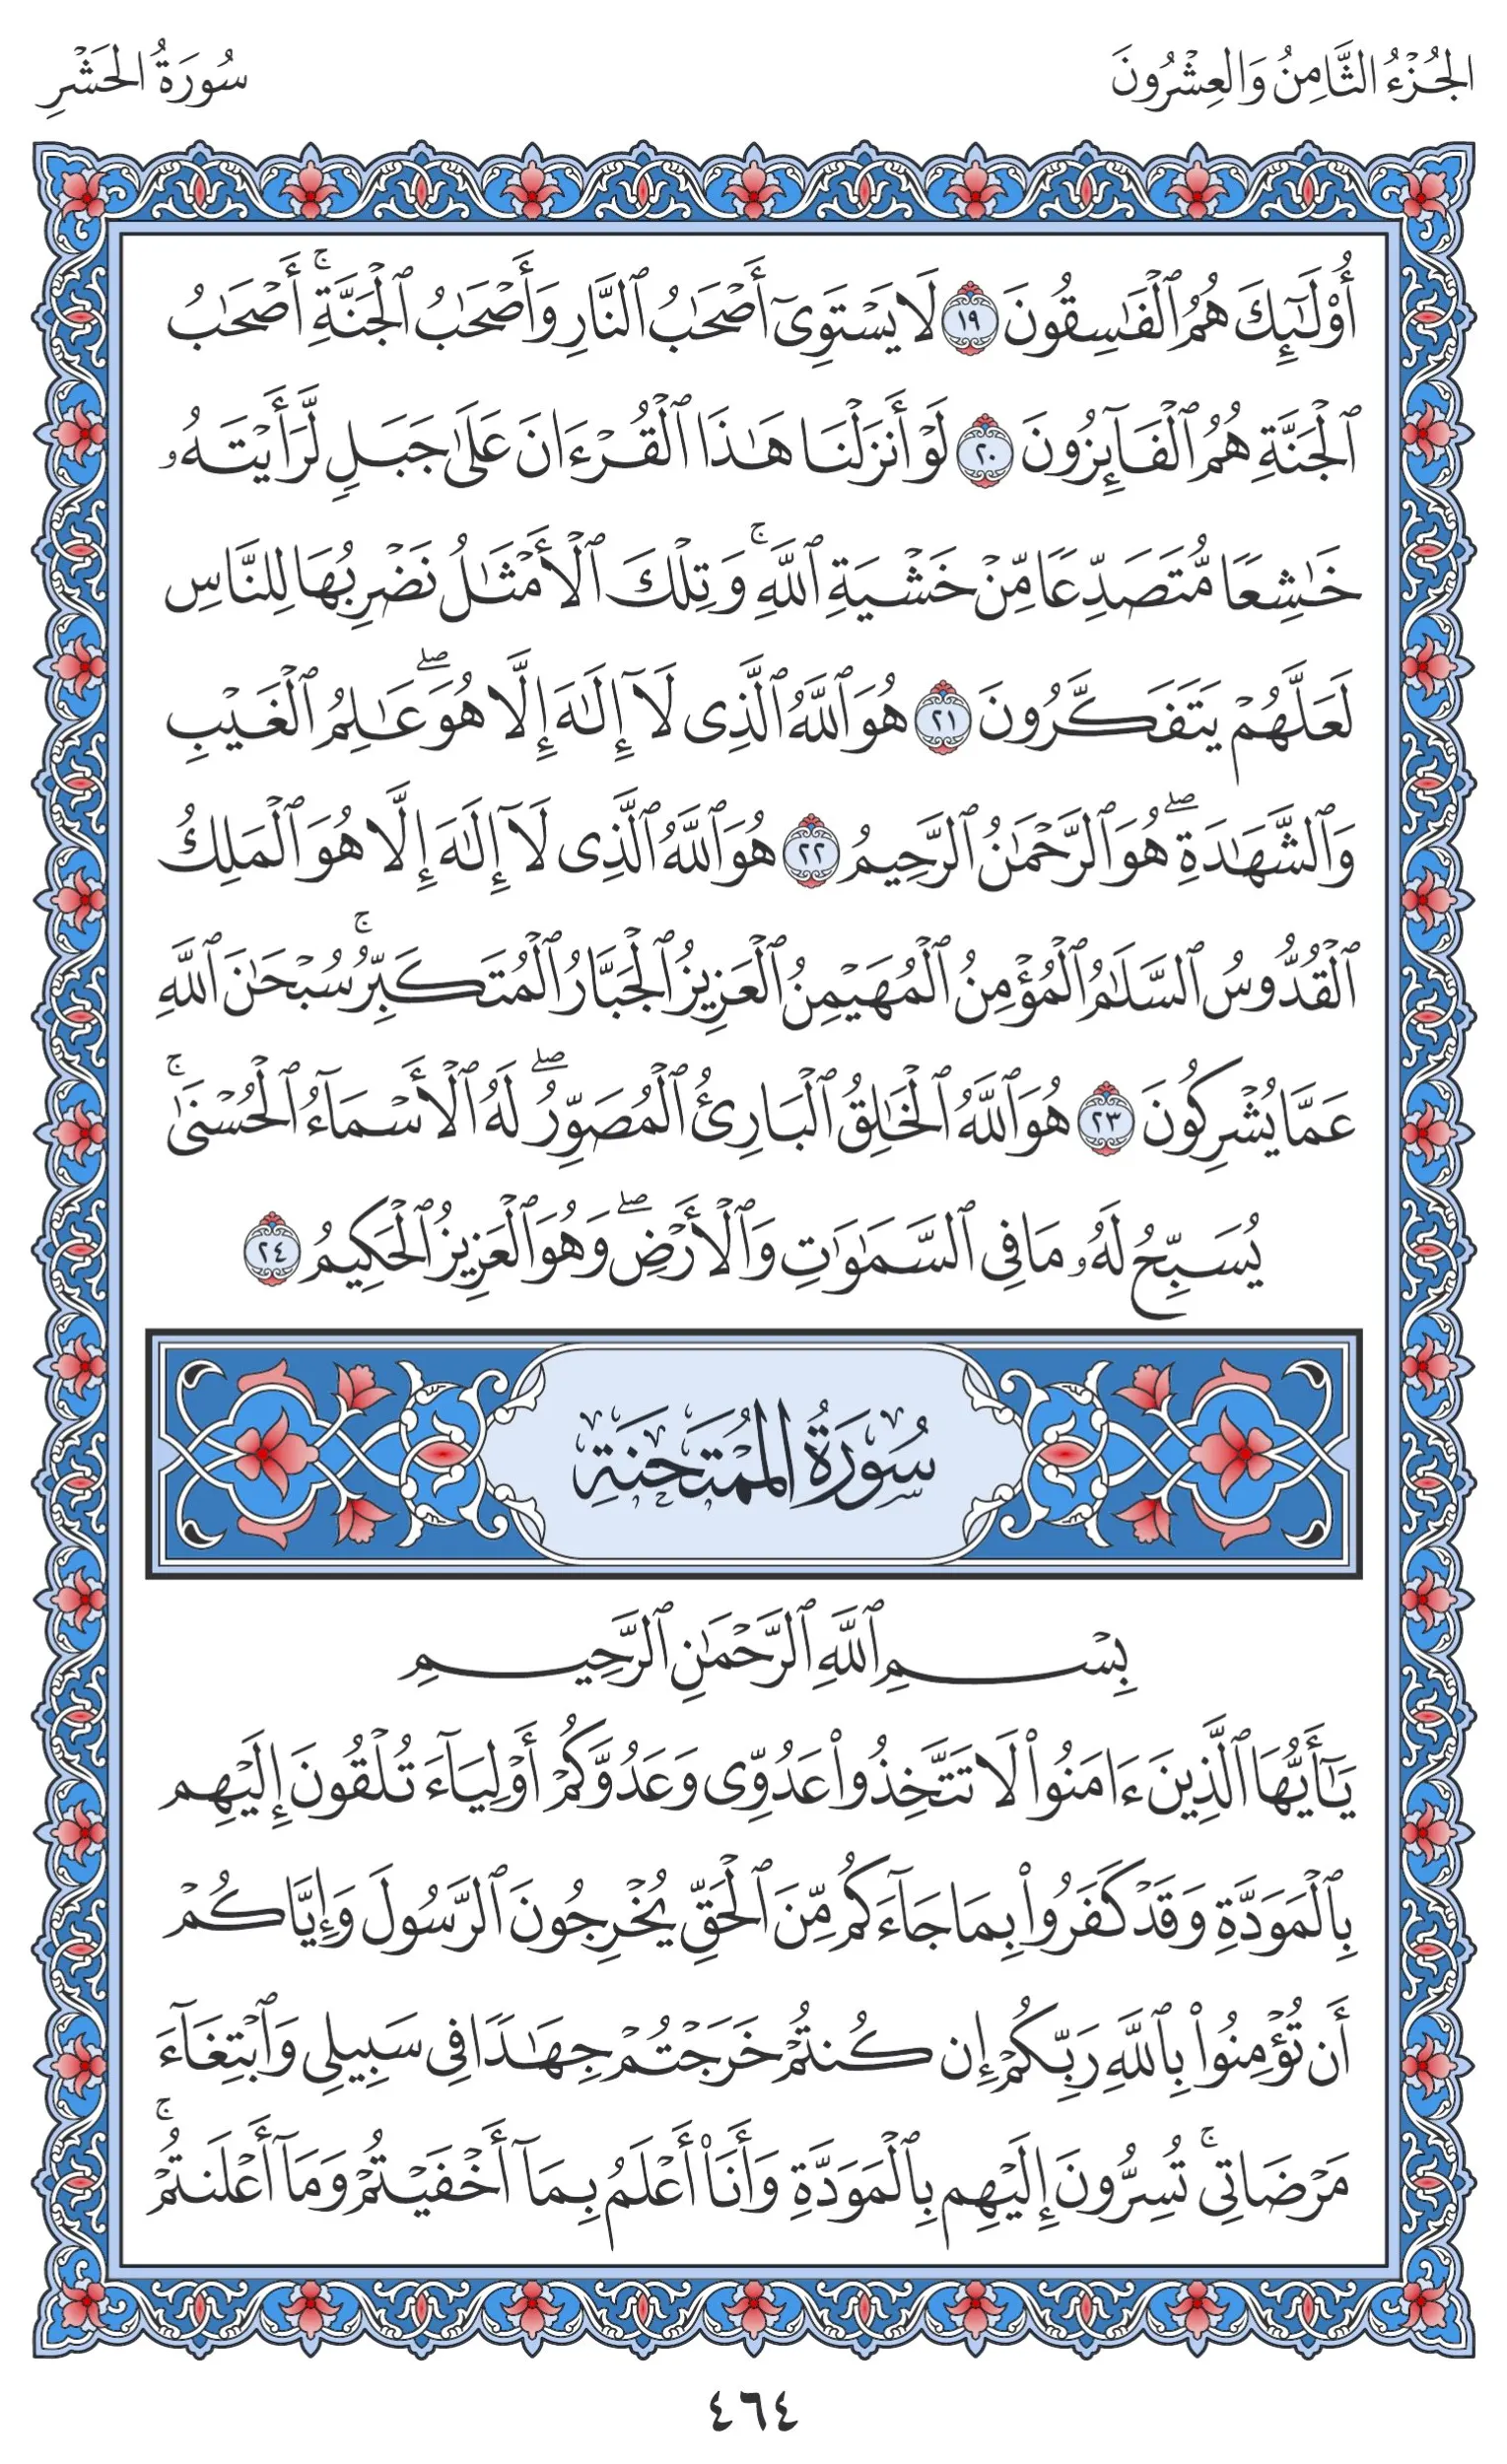 الجُزْءُ الثَّامِنُ وَالعِشْرُونَ
سُورَةُ الحَشْرِ
أُوْلَٰٓئِكَ هُمُ ٱلْفَٰسِقُونَ ١٩ لَا يَسْتَوِىٓ أَصْحَٰبُ ٱلنَّارِ وَأَصْحَٰبُ ٱلْجَنَّةِۚ أَصْحَٰبُ
ٱلْجَنَّةِ هُمُ ٱلْفَآئِزُونَ ٢٠ لَوْ أَنزَلْنَا هَٰذَا ٱلْقُرْءَانَ عَلَىٰ جَبَلٍ لَّرَأَيْتَهُۥ
خَٰشِعًا مُّتَصَدِّعًا مِّنْ خَشْيَةِ ٱللَّهِۚ وَتِلْكَ ٱلْأَمْثَٰلُ نَضْرِبُهَا لِلنَّاسِ
لَعَلَّهُمْ يَتَفَكَّرُونَ ٢١ هُوَ ٱللَّهُ ٱلَّذِى لَآ إِلَٰهَ إِلَّا هُوَۖ عَٰلِمُ ٱلْغَيْبِ
وَٱلشَّهَٰدَةِۖ هُوَ ٱلرَّحْمَٰنُ ٱلرَّحِيمُ ٢٢ هُوَ ٱللَّهُ ٱلَّذِى لَآ إِلَٰهَ إِلَّا هُوَ ٱلْمَلِكُ
ٱلْقُدُّوسُ ٱلسَّلَٰمُ ٱلْمُؤْمِنُ ٱلْمُهَيْمِنُ ٱلْعَزِيزُ ٱلْجَبَّارُ ٱلْمُتَكَبِّرُۚ سُبْحَٰنَ ٱللَّهِ
عَمَّا يُشْرِكُونَ ٢٣ هُوَ ٱللَّهُ ٱلْخَٰلِقُ ٱلْبَارِئُ ٱلْمُصَوِّرُۖ لَهُ ٱلْأَسْمَآءُ ٱلْحُسْنَىٰۚ
يُسَبِّحُ لَهُۥ مَا فِى ٱلسَّمَٰوَٰتِ وَٱلْأَرْضِۖ وَهُوَ ٱلْعَزِيزُ ٱلْحَكِيمُ ٢٤
سُورَةُ المُمْتَحنَةِ
بِسْمِ ٱللَّهِ ٱلرَّحْمَٰنِ ٱلرَّحِيمِ
يَٰٓأَيُّهَا ٱلَّذِينَ ءَامَنُوا۟ لَا تَتَّخِذُوا۟ عَدُوِّى وَعَدُوَّكُمْ أَوْلِيَآءَ تُلْقُونَ إِلَيْهِم
بِٱلْمَوَدَّةِ وَقَدْ كَفَرُوا۟ بِمَا جَآءَكُم مِّنَ ٱلْحَقِّ يُخْرِجُونَ ٱلرَّسُولَ وَإِيَّاكُمْ
أَن تُؤْمِنُوا۟ بِٱللَّهِ رَبِّكُمْ إِن كُنتُمْ خَرَجْتُمْ جِهَٰدًا فِى سَبِيلِى وَٱبْتِغَآءَ
مَرْضَاتِىۚ تُسِرُّونَ إِلَيْهِم بِٱلْمَوَدَّةِ وَأَنَا۠ أَعْلَمُ بِمَآ أَخْفَيْتُمْ وَمَآ أَعْلَنتُمْۚ
٤٦٤